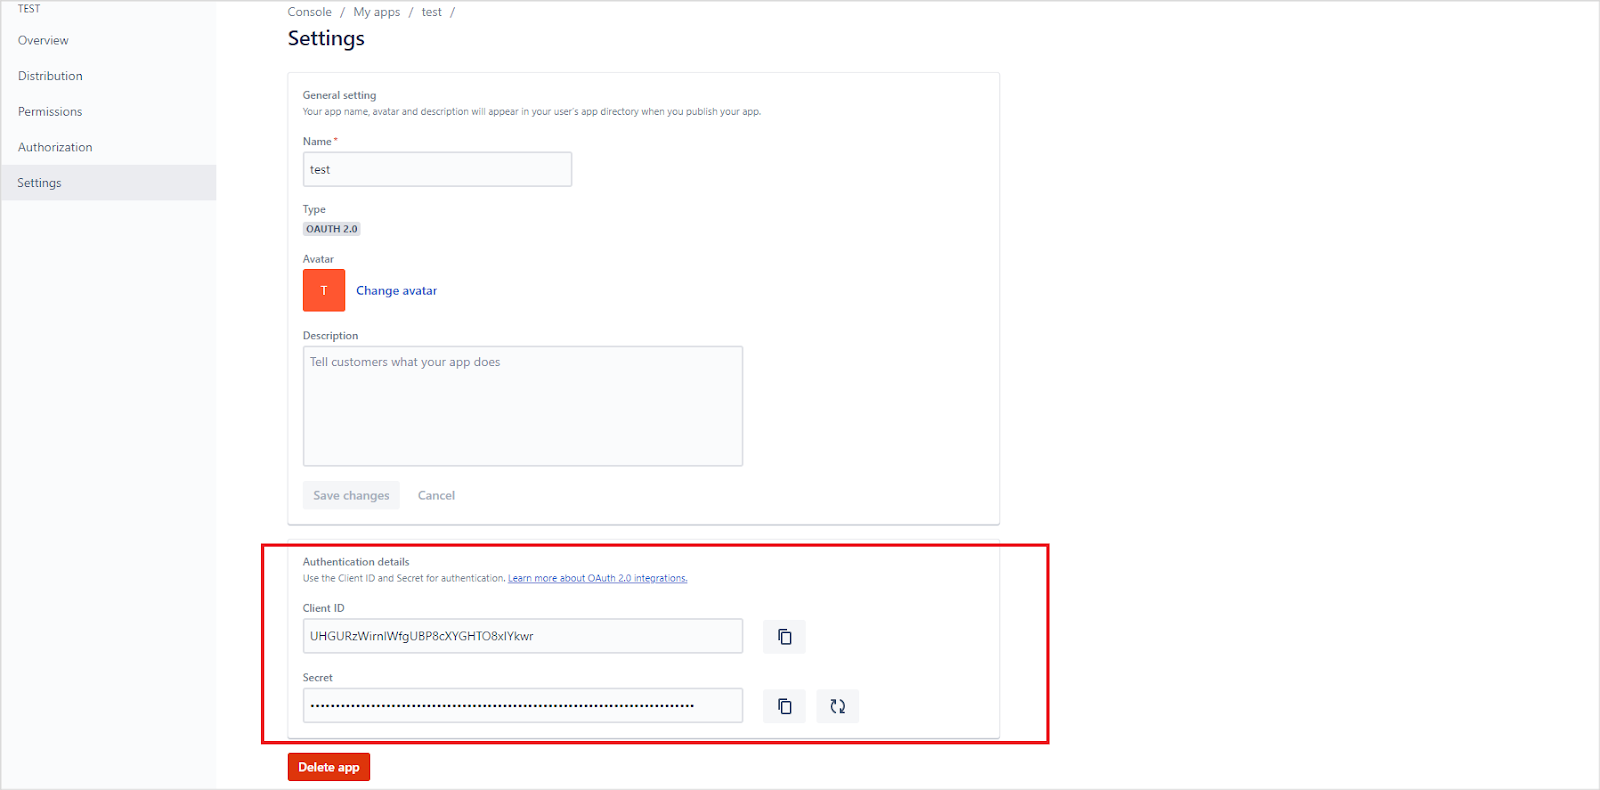 TEST
Overview
Distribution
Permissions
Authorization
Settings
Console / My apps / test /
Settings
General setting
Your app name, avatar and description will appear in your user's app directory when you publish your app.
Name*
test
Type
OAUTH 2.0
Avatar
T Change avatar
Description
Tell customers what your app does
Save changes Cancel
Authentication details
Use the Client ID and Secret for authentication. Learn more about OAuth 2.0 integrations.
Client ID
UHGURzWirnIWfgUBP8cXYGHTO8xIYkwr
Secret
Delete app